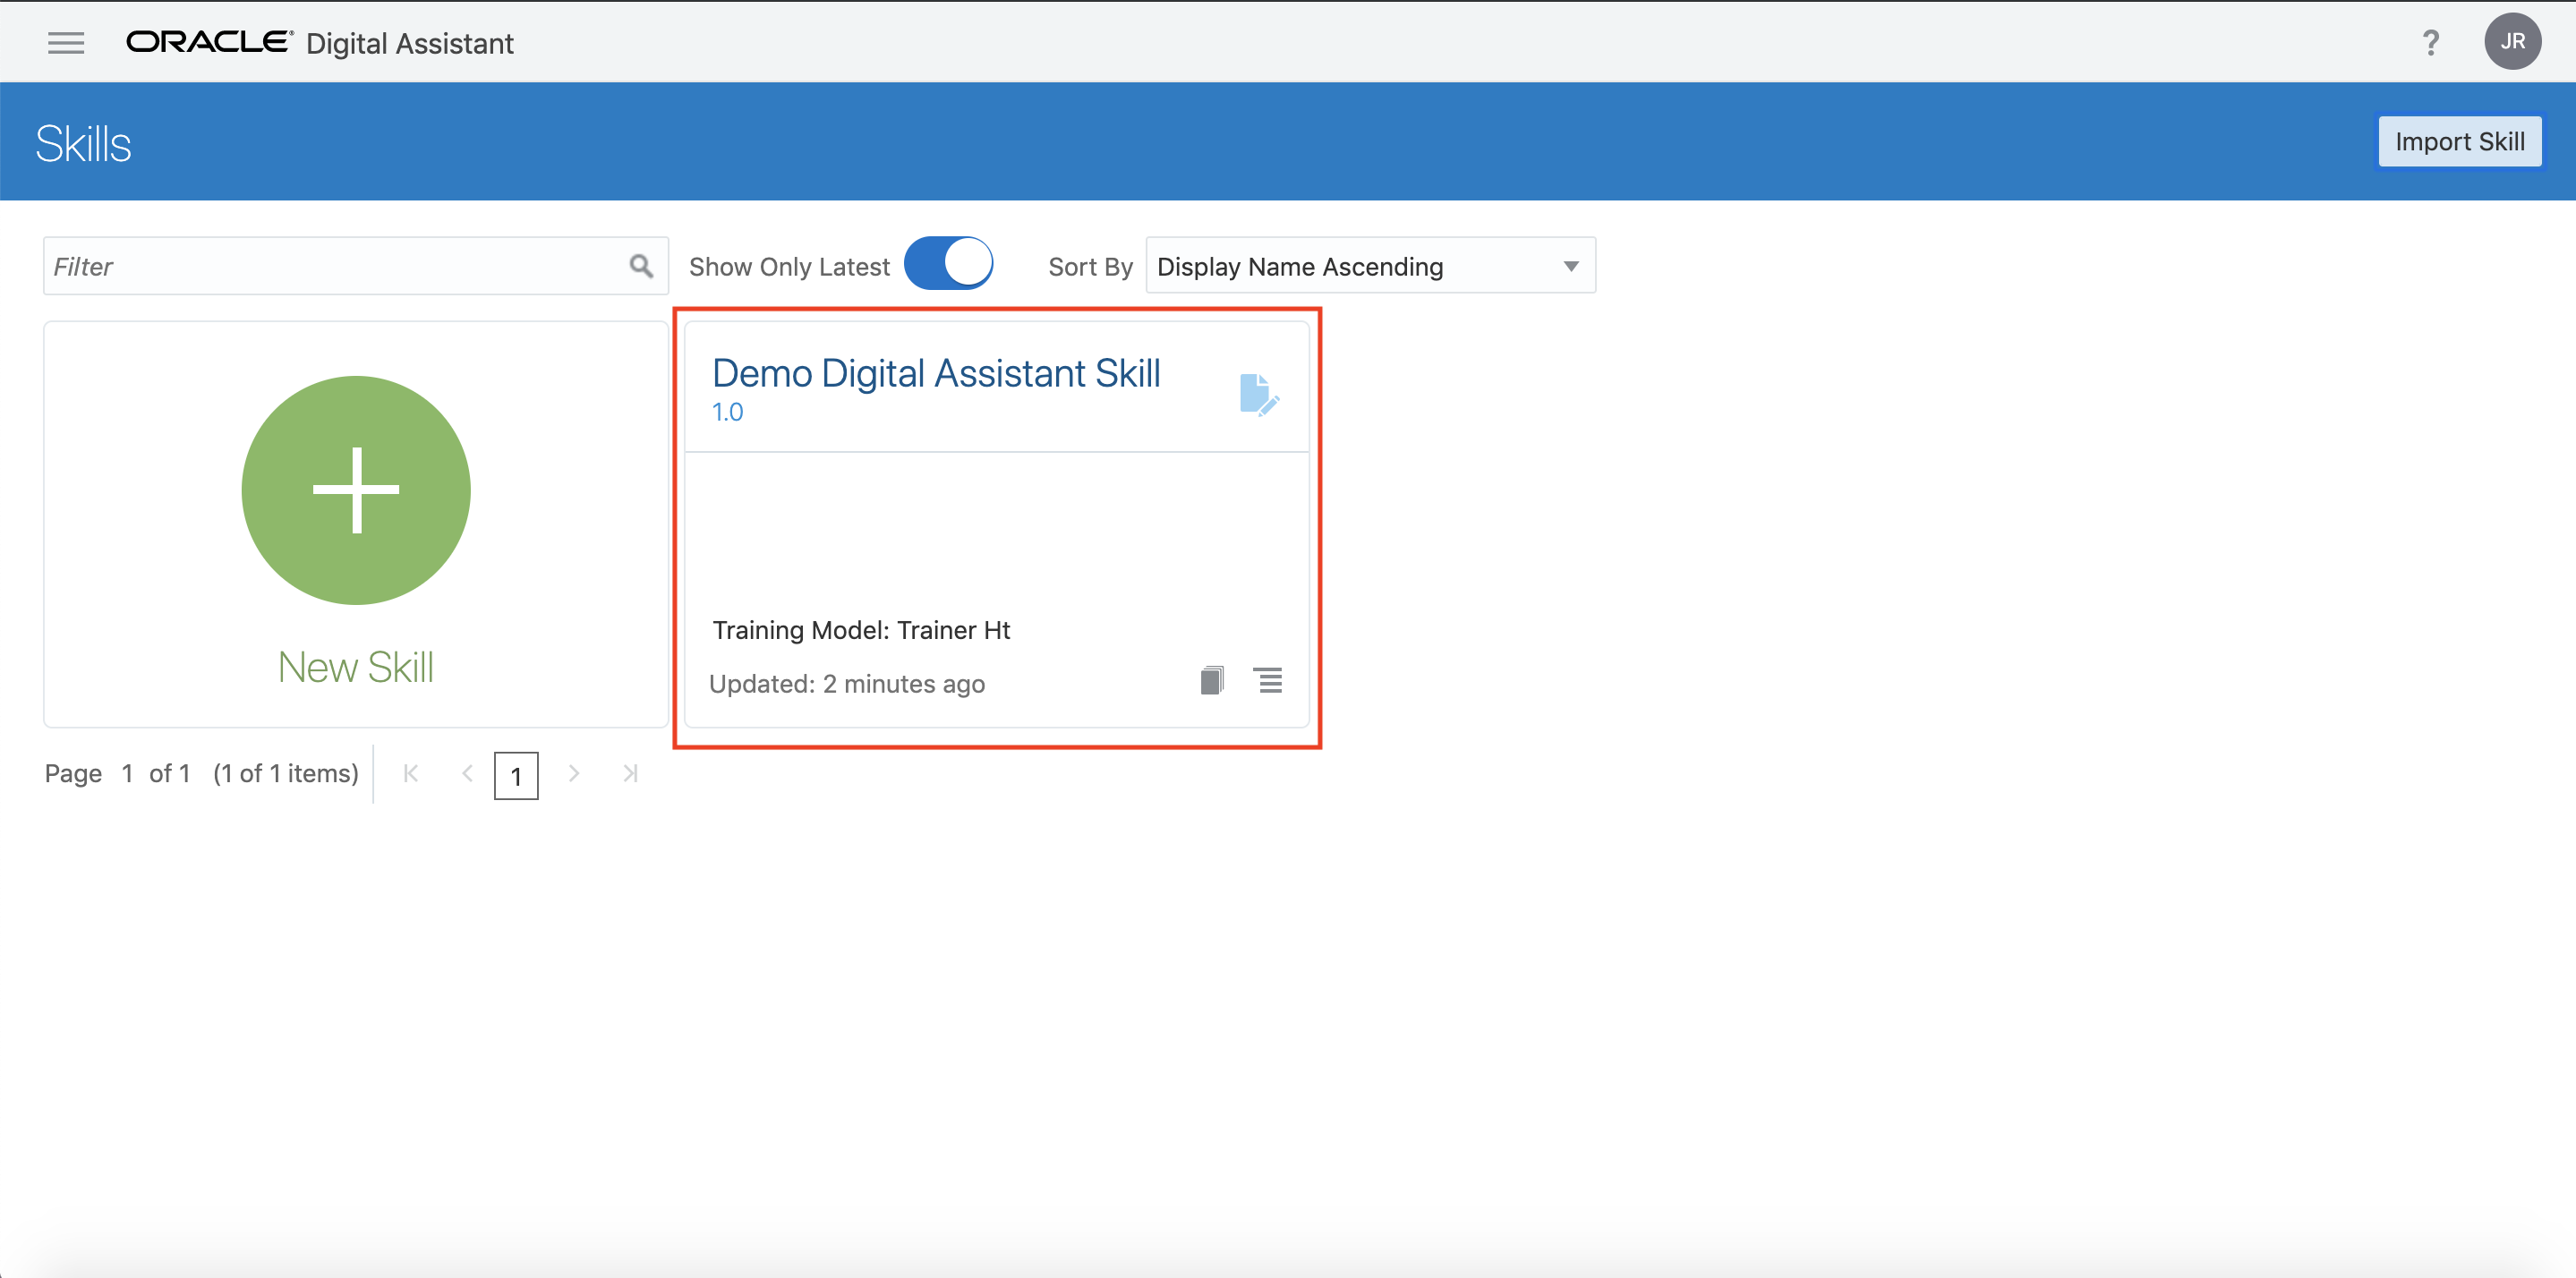 ORACLE® Digital Assistant
?
JR
Skills
Import Skill
Filter
Show Only Latest
Sort By
Display Name Ascending
New Skill
Demo Digital Assistant Skill
1.0
Training Model: Trainer Ht
Updated: 2 minutes ago
Page 1 of 1 (1 of 1 items)
1